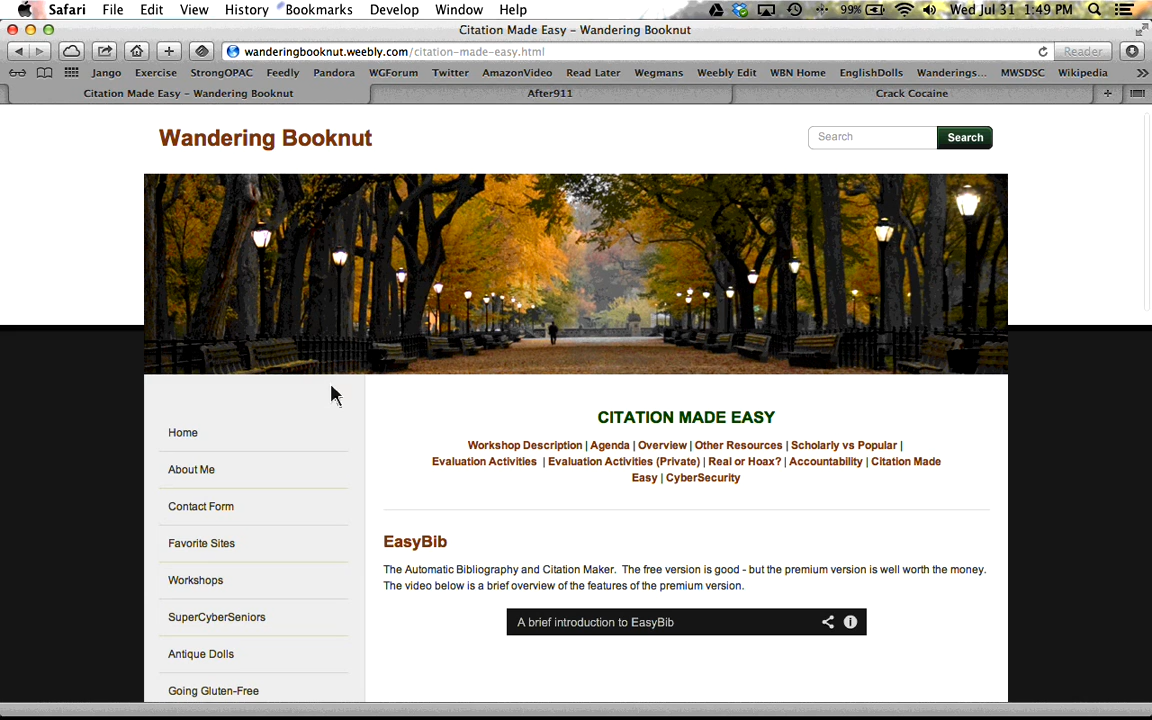 Safari File Edit View History Bookmarks Develop Window Help 99% Wed Jul 31 1:49 PM
Citation Made Easy – Wandering Booknut
wanderingbooknut.weebly.com/citation-made-easy.html Reader
Jango Exercise StrongOPAC Feedly Pandora WGForum Twitter AmazonVideo Read Later Wegmans Weebly Edit WBN Home EnglishDolls Wanderings... MWSDSC Wikipedia
Citation Made Easy – Wandering Booknut After911 Crack Cocaine
Wandering Booknut
Search Search
CITATION MADE EASY
Workshop Description | Agenda | Overview | Other Resources | Scholarly vs Popular |
Evaluation Activities | Evaluation Activities (Private) | Real or Hoax? | Accountability | Citation Made
Easy | CyberSecurity
Home
About Me
Contact Form
Favorite Sites
Workshops
SuperCyberSeniors
Antique Dolls
Going Gluten-Free
EasyBib
The Automatic Bibliography and Citation Maker. The free version is good - but the premium version is well worth the money.
The video below is a brief overview of the features of the premium version.
A brief introduction to EasyBib